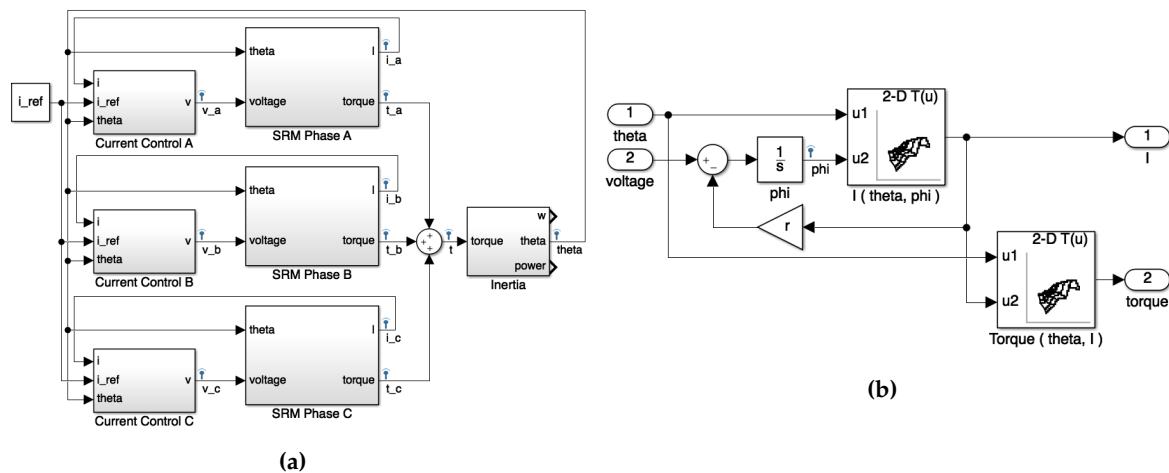 i_ref
i
i_ref
theta
v
v_a
Current Control A
theta
voltage
I
torque
i_a
t_a
SRM Phase A
i
i_ref
theta
v
v_b
Current Control B
theta
voltage
I
torque
i_b
t_b
SRM Phase B
i
i_ref
theta
v
v_c
Current Control C
theta
voltage
I
torque
i_c
t_c
SRM Phase C
+
+
+
t
torque
w
theta
power
theta
Inertia
(a)
1
theta
2
voltage
+
−
1
s
phi
phi
2-D T(u)
u1
u2
I ( theta, phi )
r
1
I
2-D T(u)
u1
u2
Torque ( theta, I )
2
torque
(b)